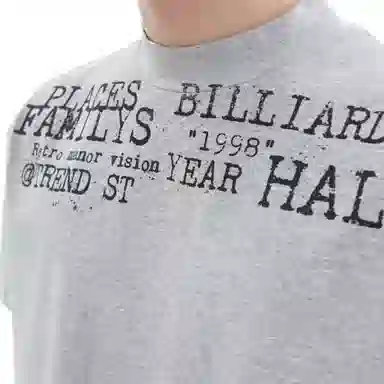 PLACES
FAMILYS
Retro manor vision
@TREND ST
BILLIARD
"1998"
YEAR
HAL